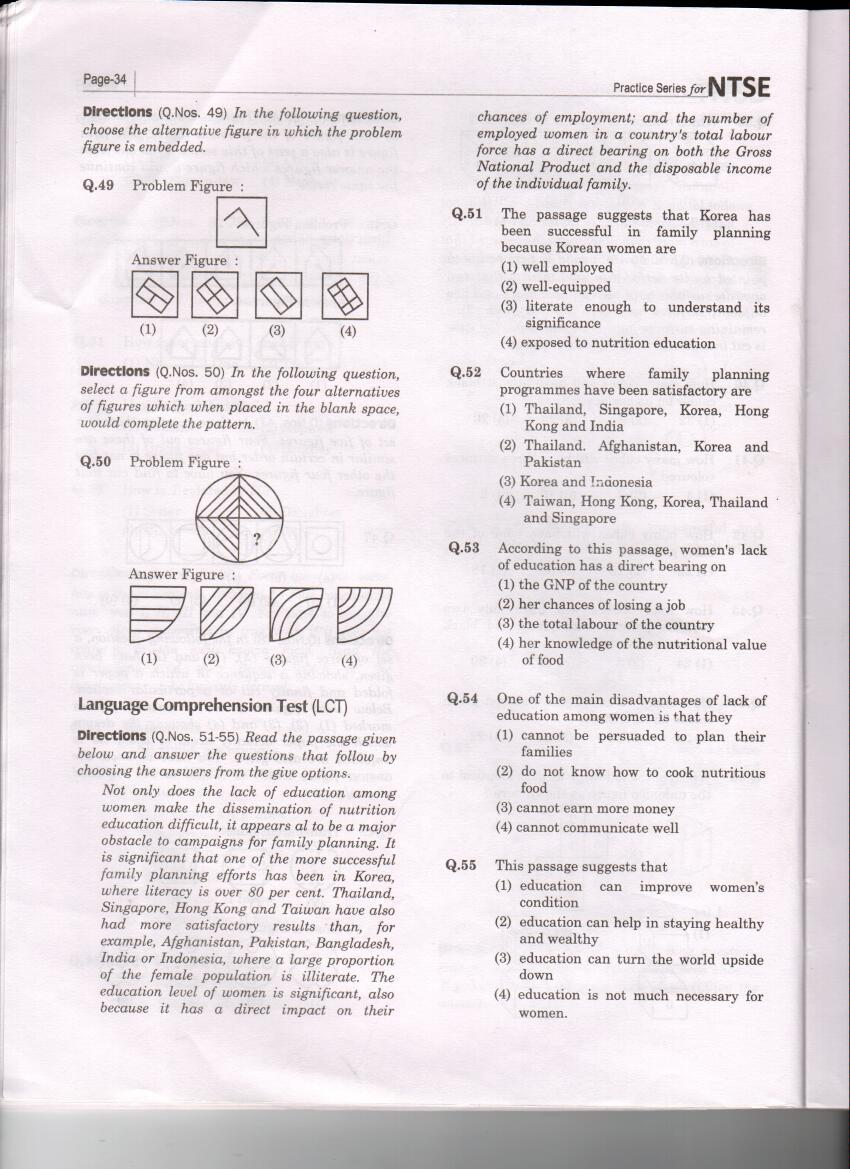 Page-34
Practice Series for NTSE
Directions (Q.Nos. 49) In the following question,
choose the alternative figure in which the problem
figure is embedded.
Q.49 Problem Figure :
Answer Figure :
(1) (2) (3) (4)
Directions (Q.Nos. 50) In the following question,
select a figure from amongst the four alternatives
of figures which when placed in the blank space,
would complete the pattern.
Q.50 Problem Figure :
?
Answer Figure :
(1) (2) (3) (4)
Language Comprehension Test (LCT)
Directions (Q.Nos. 51-55) Read the passage given
below and answer the questions that follow by
choosing the answers from the give options.
Not only does the lack of education among
women make the dissemination of nutrition
education difficult, it appears al to be a major
obstacle to campaigns for family planning. It
is significant that one of the more successful
family planning efforts has been in Korea,
where literacy is over 80 per cent. Thailand,
Singapore, Hong Kong and Taiwan have also
had more satisfactory results than, for
example, Afghanistan, Pakistan, Bangladesh,
India or Indonesia, where a large proportion
of the female population is illiterate. The
education level of women is significant, also
because it has a direct impact on their
chances of employment; and the number of
employed women in a country's total labour
force has a direct bearing on both the Gross
National Product and the disposable income
of the individual family.
Q.51 The passage suggests that Korea has
been successful in family planning
because Korean women are
(1) well employed
(2) well-equipped
(3) literate enough to understand its
significance
(4) exposed to nutrition education
Q.52 Countries where family planning
programmes have been satisfactory are
(1) Thailand, Singapore, Korea, Hong
Kong and India
(2) Thailand. Afghanistan, Korea and
Pakistan
(3) Korea and Indonesia
(4) Taiwan, Hong Kong, Korea, Thailand
and Singapore
Q.53 According to this passage, women's lack
of education has a direct bearing on
(1) the GNP of the country
(2) her chances of losing a job
(3) the total labour of the country
(4) her knowledge of the nutritional value
of food
Q.54 One of the main disadvantages of lack of
education among women is that they
(1) cannot be persuaded to plan their
families
(2) do not know how to cook nutritious
food
(3) cannot earn more money
(4) cannot communicate well
Q.55 This passage suggests that
(1) education can improve women's
condition
(2) education can help in staying healthy
and wealthy
(3) education can turn the world upside
down
(4) education is not much necessary for
women.